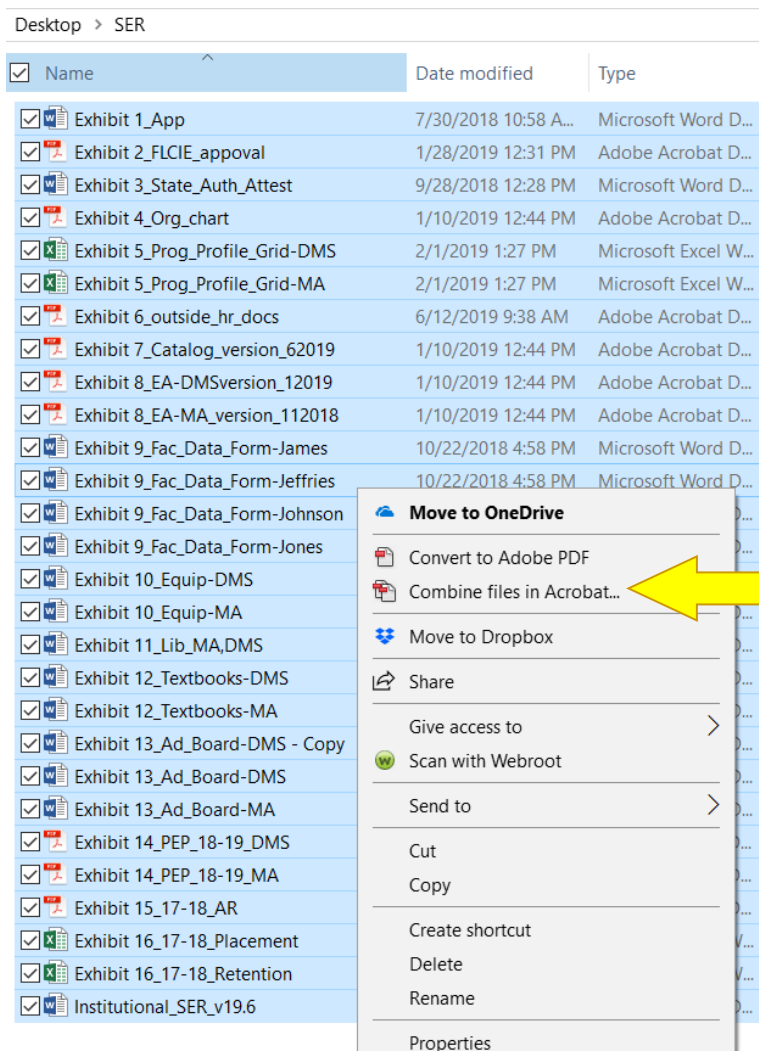 Desktop > SER
Name Date modified Type
Exhibit 1_App 7/30/2018 10:58 A... Microsoft Word D...
Exhibit 2_FLCIE_appoval 1/28/2019 12:31 PM Adobe Acrobat D...
Exhibit 3_State_Auth_Attest 9/28/2018 12:28 PM Microsoft Word D...
Exhibit 4_Org_chart 1/10/2019 12:44 PM Adobe Acrobat D...
Exhibit 5_Prog_Profile_Grid-DMS 2/1/2019 1:27 PM Microsoft Excel W...
Exhibit 5_Prog_Profile_Grid-MA 2/1/2019 1:27 PM Microsoft Excel W...
Exhibit 6_outside_hr_docs 6/12/2019 9:38 AM Adobe Acrobat D...
Exhibit 7_Catalog_version_62019 1/10/2019 12:44 PM Adobe Acrobat D...
Exhibit 8_EA-DMSversion_12019 1/10/2019 12:44 PM Adobe Acrobat D...
Exhibit 8_EA-MA_version_112018 1/10/2019 12:44 PM Adobe Acrobat D...
Exhibit 9_Fac_Data_Form-James 10/22/2018 4:58 PM Microsoft Word D...
Exhibit 9_Fac_Data_Form-Jeffries 10/22/2018 4:58 PM Microsoft Word D...
Exhibit 9_Fac_Data_Form-Johnson
Exhibit 9_Fac_Data_Form-Jones
Exhibit 10_Equip-DMS
Exhibit 10_Equip-MA
Exhibit 11_Lib_MA,DMS
Exhibit 12_Textbooks-DMS
Exhibit 12_Textbooks-MA
Exhibit 13_Ad_Board-DMS - Copy
Exhibit 13_Ad_Board-DMS
Exhibit 13_Ad_Board-MA
Exhibit 14_PEP_18-19_DMS
Exhibit 14_PEP_18-19_MA
Exhibit 15_17-18_AR
Exhibit 16_17-18_Placement
Exhibit 16_17-18_Retention
Institutional_SER_v19.6
Move to OneDrive
Convert to Adobe PDF
Combine files in Acrobat...
Move to Dropbox
Share
Give access to
Scan with Webroot
Send to
Cut
Copy
Create shortcut
Delete
Rename
Properties